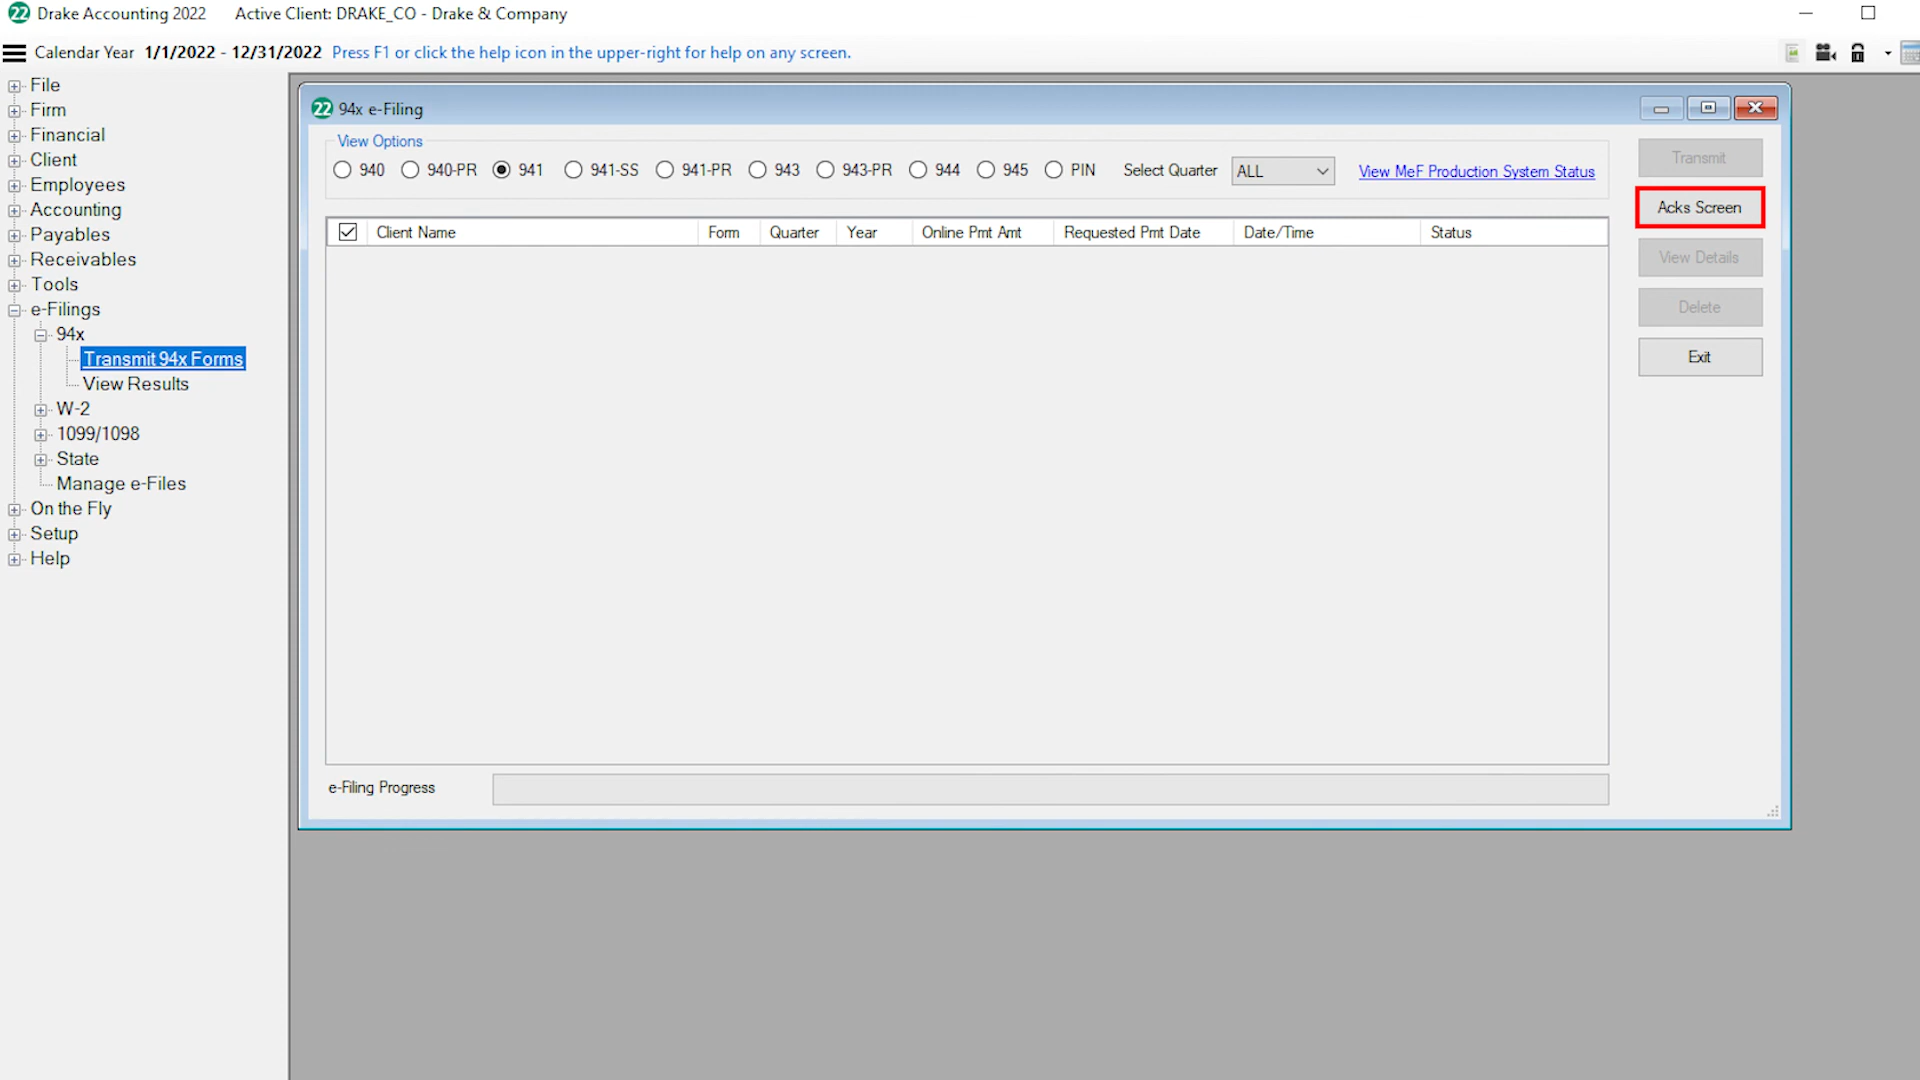 22 Drake Accounting 2022 Active Client: DRAKE_CO - Drake & Company
Calendar Year 1/1/2022 - 12/31/2022 Press F1 or click the help icon in the upper-right for help on any screen.
File
Firm
Financial
Client
Employees
Accounting
Payables
Receivables
Tools
e-Filings
94x
Transmit 94x Forms
View Results
W-2
1099/1098
State
Manage e-Files
On the Fly
Setup
Help
22 94x e-Filing
View Options
940 940-PR 941 941-SS 941-PR 943 943-PR 944 945 PIN Select Quarter ALL View MeF Production System Status
Client Name Form Quarter Year Online Pmt Amt Requested Pmt Date Date/Time Status
e-Filing Progress
Transmit
Acks Screen
View Details
Delete
Exit